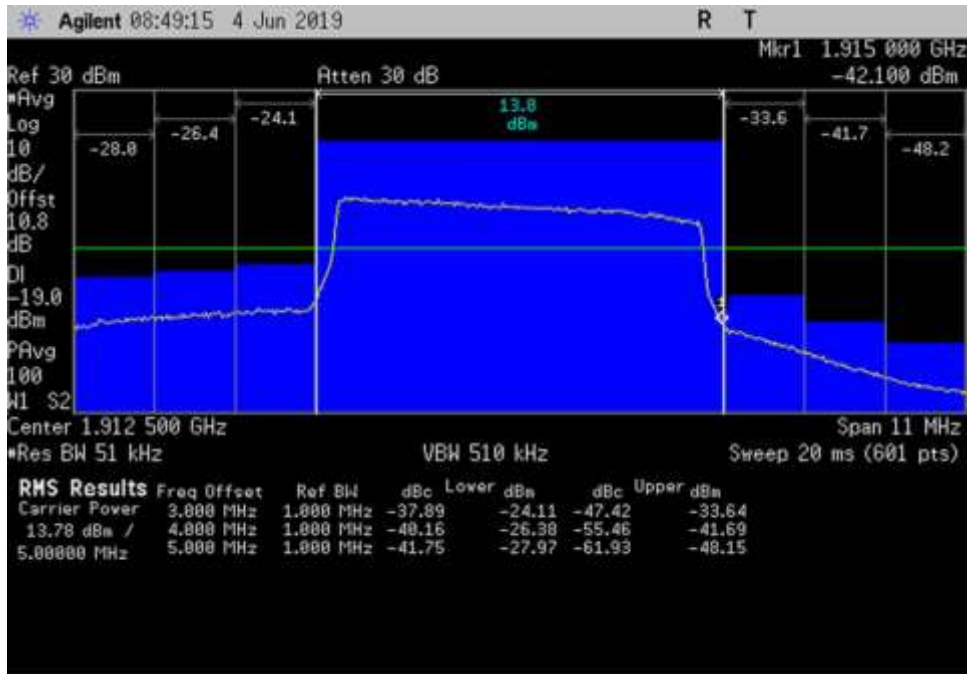 Agilent 08:49:15 4 Jun 2019 R T
Mkr1 1.915 000 GHz
Ref 30 dBm Atten 30 dB -42.100 dBm
*Avg
Log
10
dB/
Offst
10.8
dB
DI
-19.0
dBm
PAvg
100
W1 S2
-28.0
-26.4
-24.1
13.8
dBm
-33.6
-41.7
-48.2
1
Center 1.912 500 GHz Span 11 MHz
*Res BW 51 kHz VBW 510 kHz Sweep 20 ms (601 pts)
RMS Results Freq Offset Ref BW dBc Lower dBm dBc Upper dBm
Carrier Power 3.000 MHz 1.000 MHz -37.89 -24.11 -47.42 -33.64
13.78 dBm / 4.000 MHz 1.000 MHz -40.16 -26.38 -55.46 -41.69
5.00000 MHz 5.000 MHz 1.000 MHz -41.75 -27.97 -61.93 -48.15